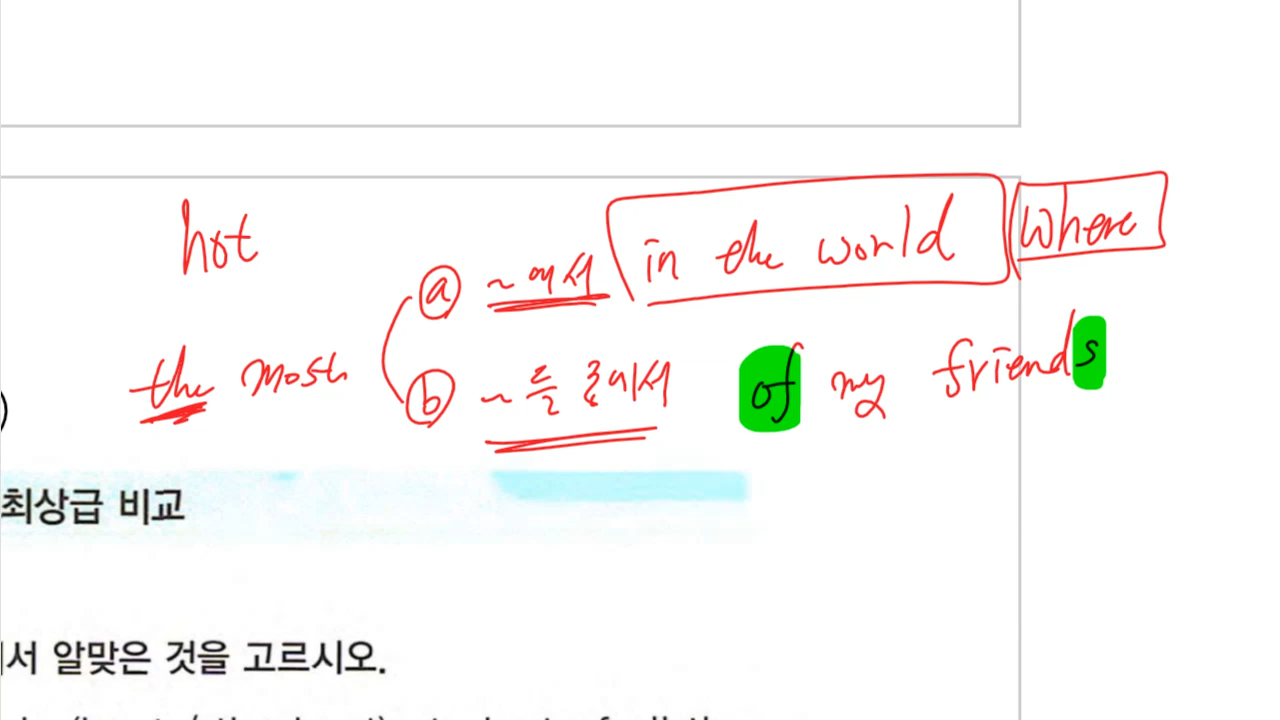 hot
ⓐ ~에서 in the world where
the most
ⓑ ~들 중에서 of my friends
)
최상급 비교
서 알맞은 것을 고르시오.